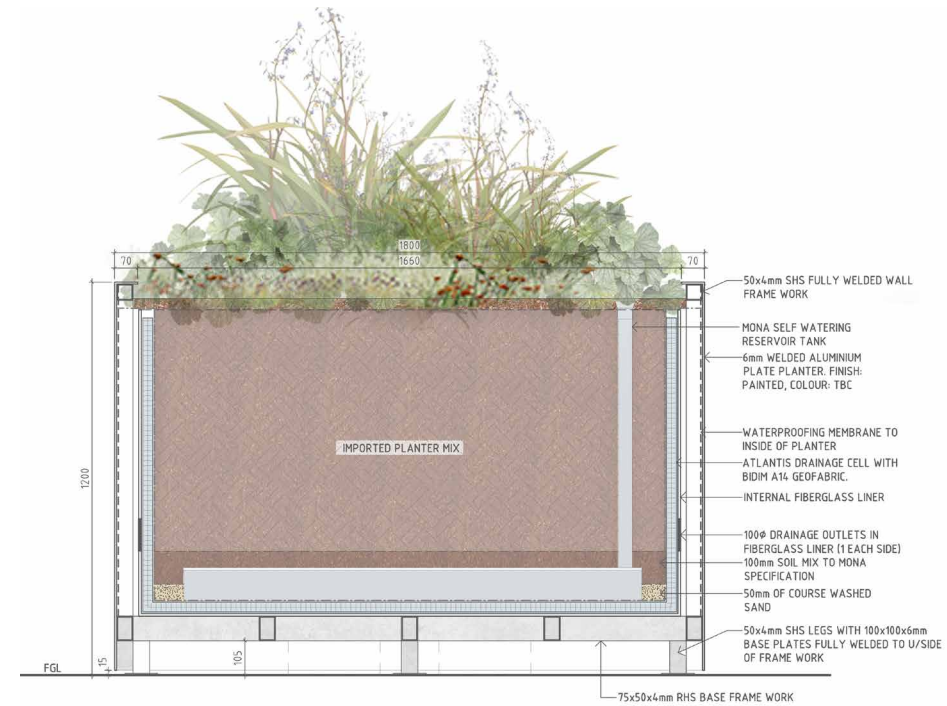 1800
70
1660
70
50x4mm SHS FULLY WELDED WALL
FRAME WORK
MONA SELF WATERING
RESERVOIR TANK
6mm WELDED ALUMINIUM
PLATE PLANTER. FINISH:
PAINTED, COLOUR: TBC
WATERPROOFING MEMBRANE TO
INSIDE OF PLANTER
IMPORTED PLANTER MIX
ATLANTIS DRAINAGE CELL WITH
BIDIM A14 GEOFABRIC.
1200
INTERNAL FIBERGLASS LINER
100ø DRAINAGE OUTLETS IN
FIBERGLASS LINER (1 EACH SIDE)
100mm SOIL MIX TO MONA
SPECIFICATION
50mm OF COURSE WASHED
SAND
50x4mm SHS LEGS WITH 100x100x6mm
BASE PLATES FULLY WELDED TO U/SIDE
OF FRAME WORK
FGL
15
105
75x50x4mm RHS BASE FRAME WORK